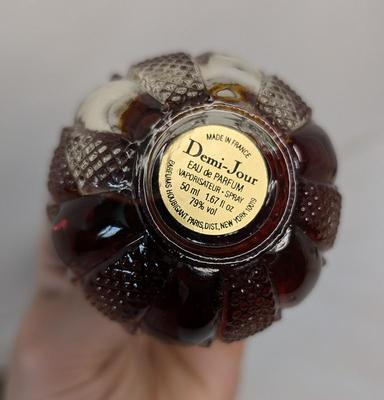 MADE IN FRANCE
Demi-Jour
EAU de PARFUM
VAPORISATEUR - SPRAY
50 ml 1.67 fl oz
79% vol
PARFUMS HOUBIGANT PARIS, DIST, NEW YORK 10019